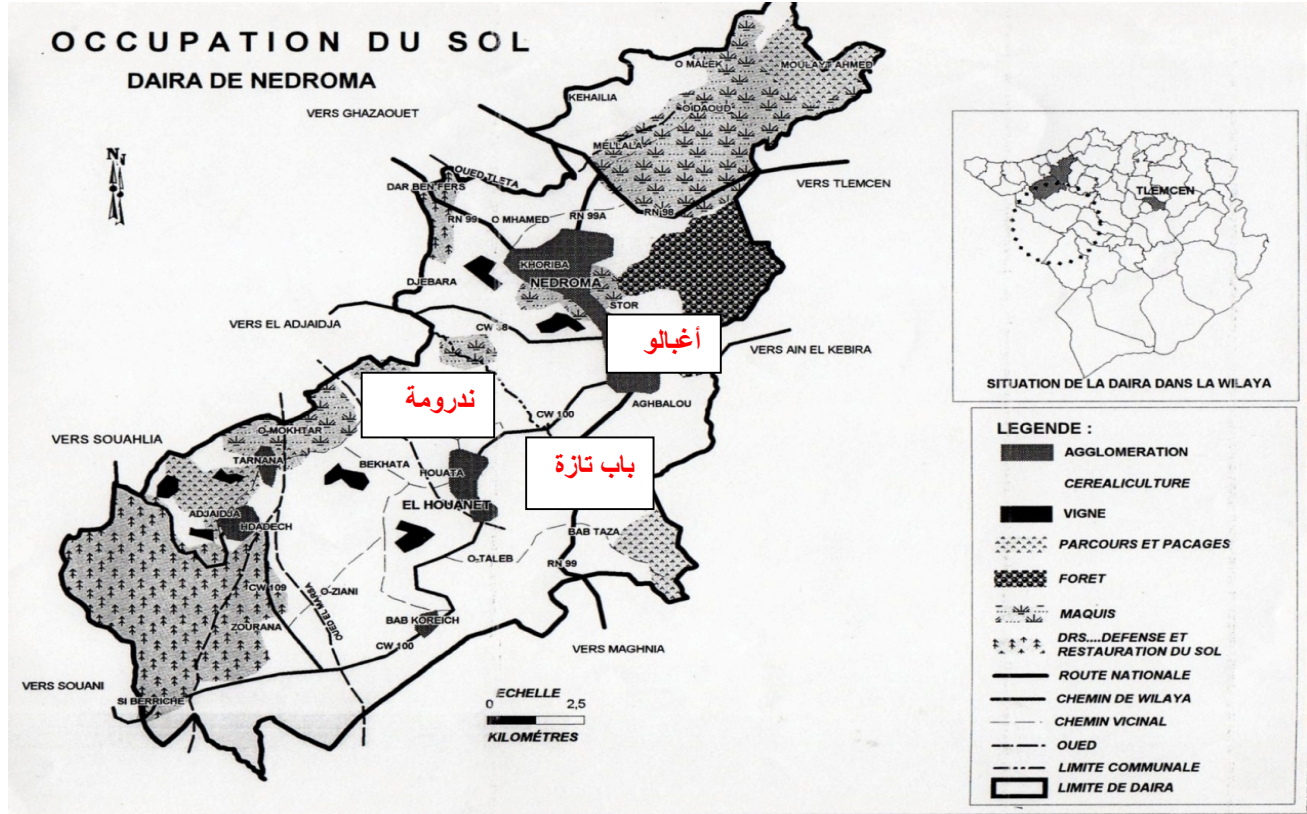 OCCUPATION DU SOL
DAIRA DE NEDROMA
VERS GHAZAOUET
N
O MALEK
MOULAYT AHMED
KEHAILIA
O DAOUD
MELLALA
OUED TLETA
DAR BEN FERS
VERS TLEMCEN
RN 99
O MHAMED
RN 99A
RN 98
KHORIBA
NEDROMA
DJEBARA
STOR
VERS EL ADJAIDJA
أغبالو
VERS AIN EL KEBIRA
ندرومة
AGHBALOU
CW 100
VERS SOUAHLIA
O-MOKHTAR
TARNANA
BEKHATA
HOUATA
باب تازة
EL HOUANET
ADJAIDJA
HDADECH
BAB TAZA
O-TALEB
RN 99
CW 109
O-ZIANI
OUED EL MARSA
ZOURANA
BAB KOREICH
CW 100
VERS MAGHNIA
VERS SOUANI
SI BERRICHE
ECHELLE
0 2,5
KILOMÉTRES
TLEMCEN
SITUATION DE LA DAIRA DANS LA WILAYA
LEGENDE :
AGGLOMERATION
CEREALICULTURE
VIGNE
PARCOURS ET PACAGES
FORET
MAQUIS
DRS....DEFENSE ET
RESTAURATION DU SOL
ROUTE NATIONALE
CHEMIN DE WILAYA
CHEMIN VICINAL
OUED
LIMITE COMMUNALE
LIMITE DE DAIRA